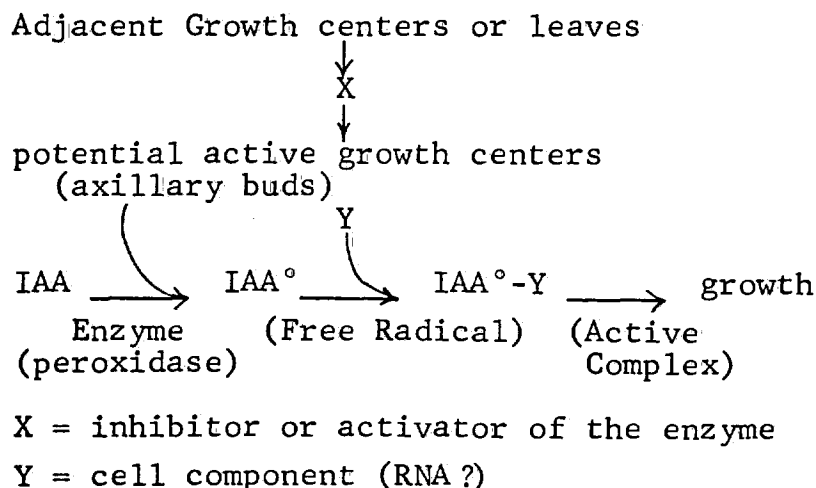 Adjacent Growth centers or leaves
X
potential active growth centers
(axillary buds)
Y
IAA IAA° IAA°-Y growth
Enzyme (Free Radical) (Active
(peroxidase) Complex)
X = inhibitor or activator of the enzyme
Y = cell component (RNA?)